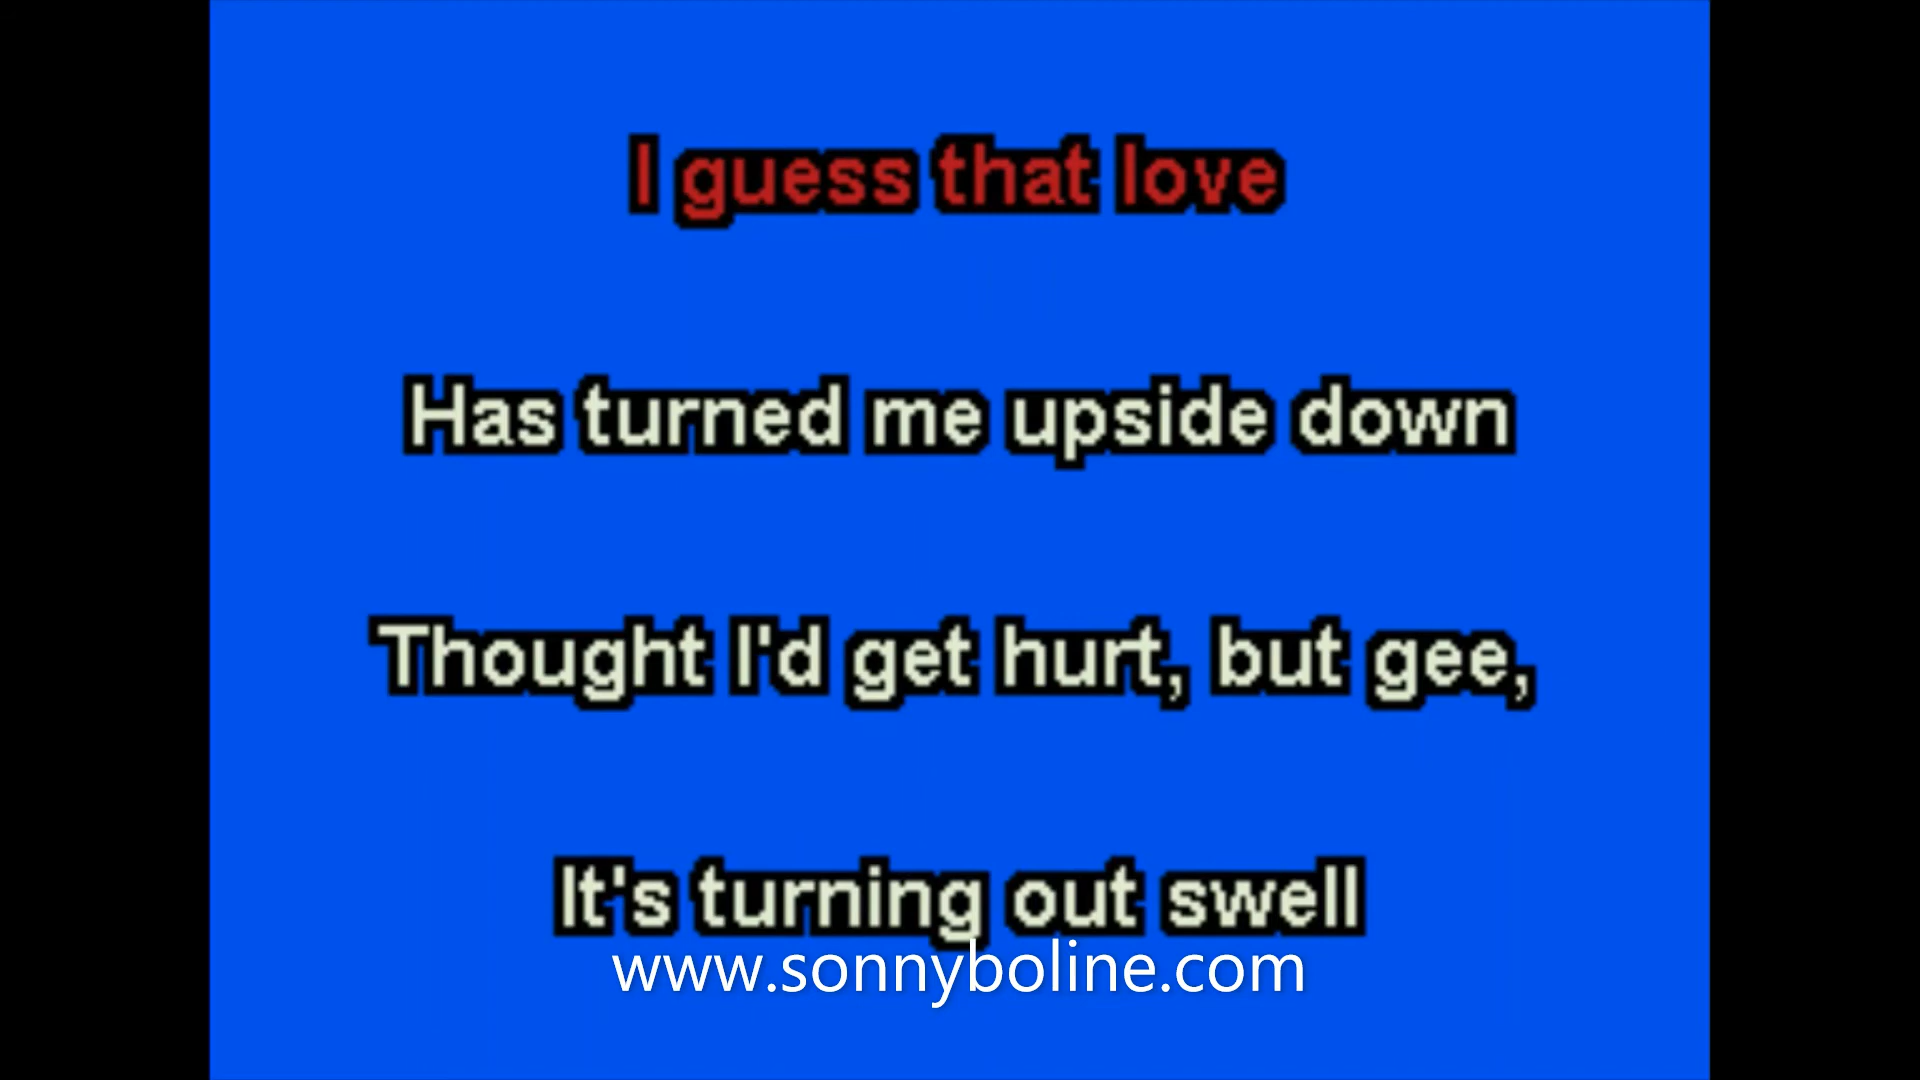 I guess that love
Has turned me upside down
Thought I'd get hurt, but gee,
It's turning out swell
www.sonnyboline.com